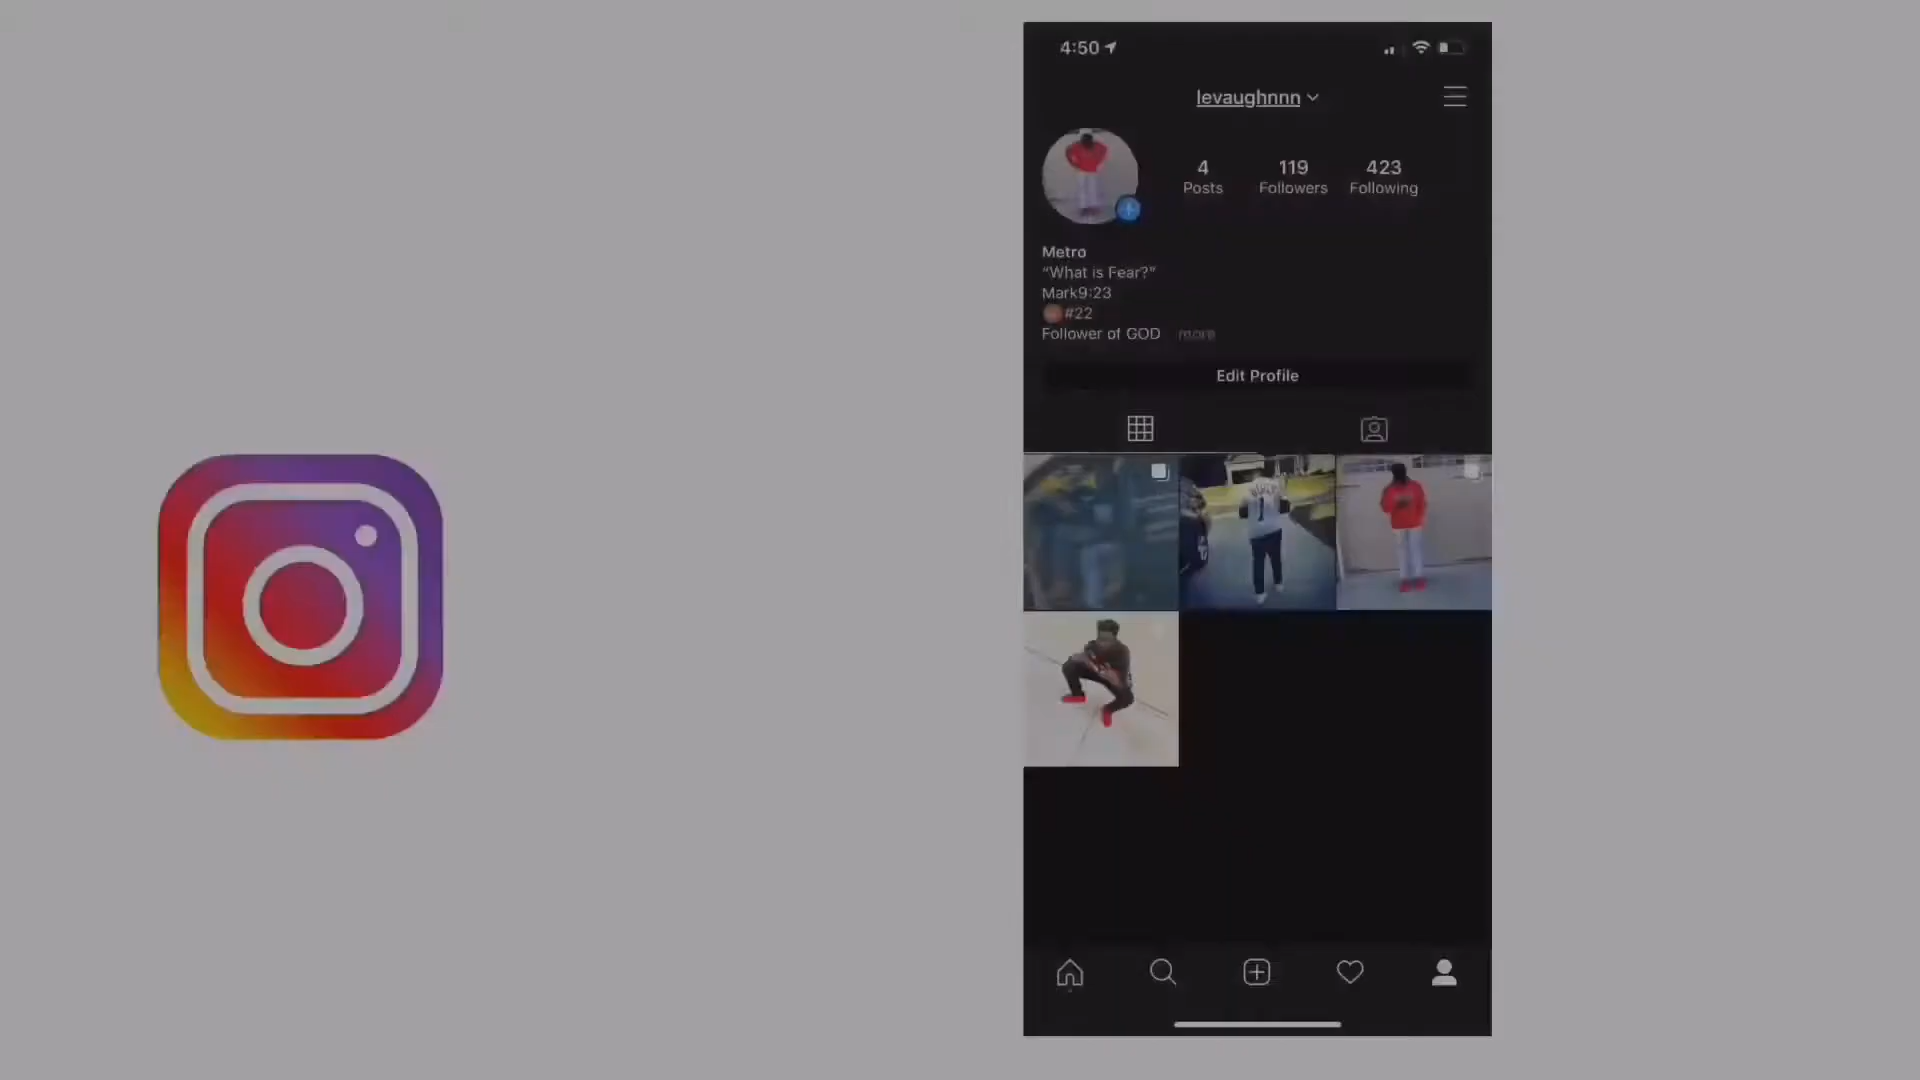 4:50
levaughnnn
4 119 423
Posts Followers Following
Metro
“What is Fear?”
Mark9:23
#22
Follower of GOD more
Edit Profile
1